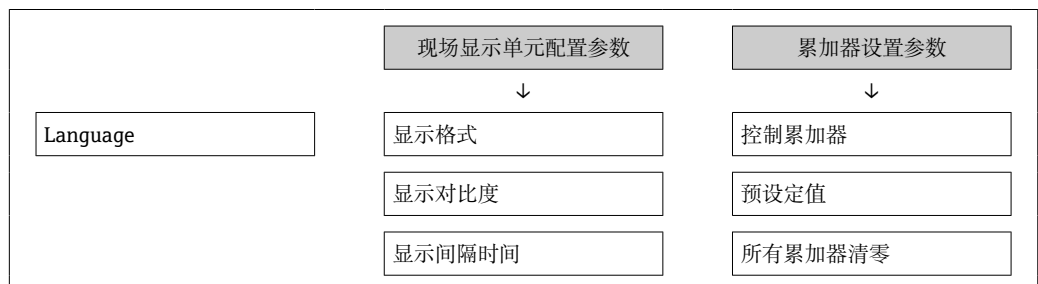 现场显示单元配置参数 累加器设置参数
↓ ↓
Language 显示格式 控制累加器
显示对比度 预设定值
显示间隔时间 所有累加器清零